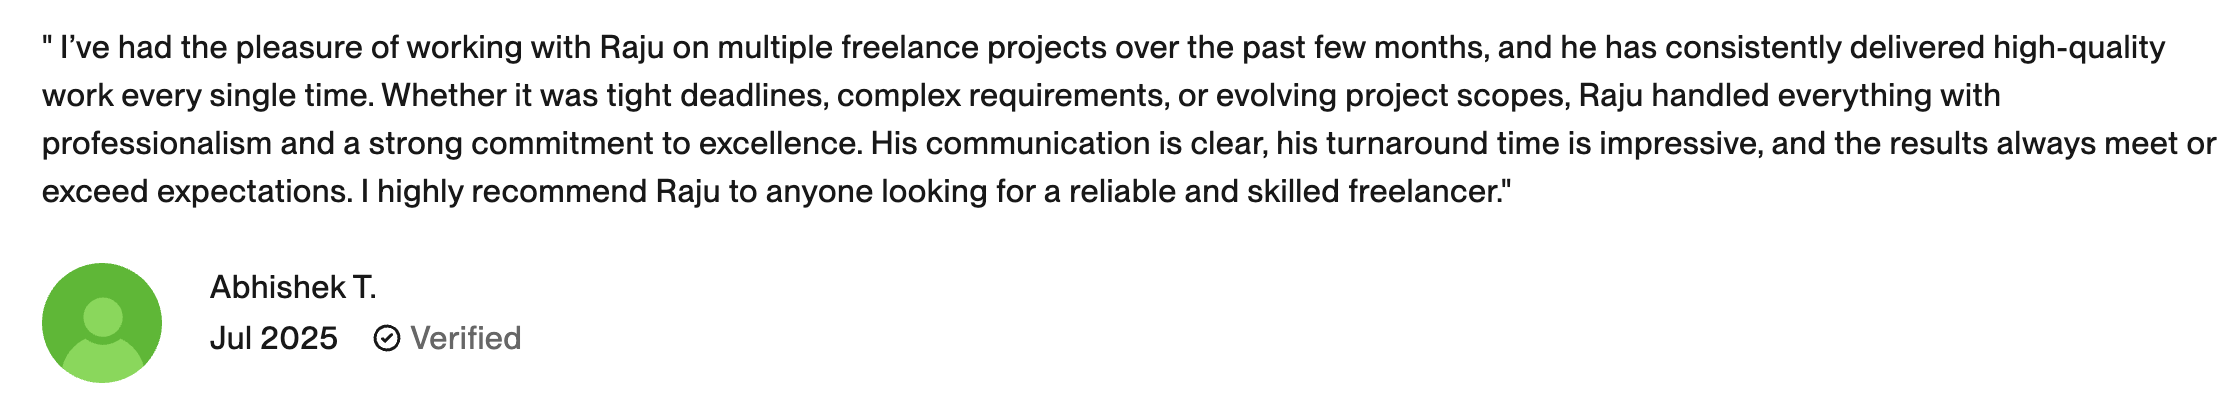 " I’ve had the pleasure of working with Raju on multiple freelance projects over the past few months, and he has consistently delivered high-quality
work every single time. Whether it was tight deadlines, complex requirements, or evolving project scopes, Raju handled everything with
professionalism and a strong commitment to excellence. His communication is clear, his turnaround time is impressive, and the results always meet or
exceed expectations. I highly recommend Raju to anyone looking for a reliable and skilled freelancer."
Abhishek T.
Jul 2025 Verified